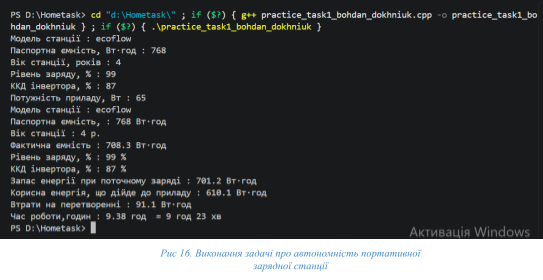 PS D:\Hometask> cd "d:\Hometask\" ; if ($?) { g++ practice_task1_bohdan_dokhniuk.cpp -o practice_task1_bo
hdan_dokhniuk } ; if ($?) { .\practice_task1_bohdan_dokhniuk }
Модель станції : ecoflow
Паспортна ємність, Вт·год : 768
Вік станції, років : 4
Рівень заряду, % : 99
ККД інвертора, % : 87
Потужність приладу, Вт : 65
Модель станції : ecoflow
Паспортна ємність, : 768 Вт·год
Вік станції : 4 р.
Фактична ємність : 708.3 Вт·год
Рівень заряду, % : 99 %
ККД інвертора, % : 87 %
Запас енергії при поточному заряді : 701.2 Вт·год
Корисна енергія, що дійде до приладу : 610.1 Вт·год
Втрати на перетворенні : 91.1 Вт·год
Час роботи,годин : 9.38 год  = 9 год 23 хв
PS D:\Hometask>
Активація Windows
Рис 16. Виконання задачі про автономність портативної
зарядної станції